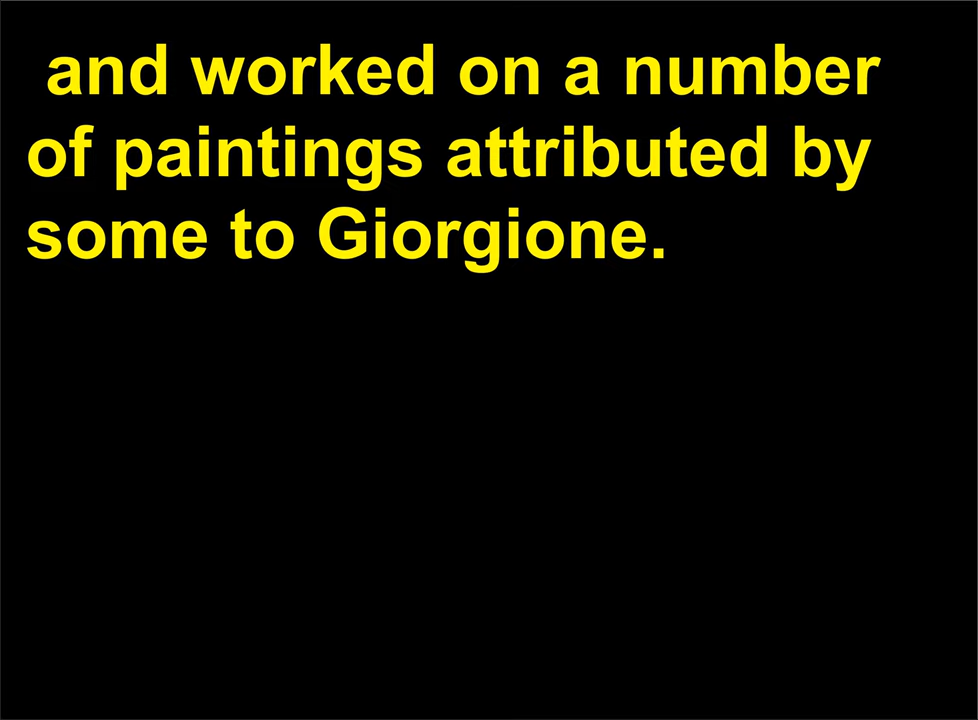 and worked on a number
of paintings attributed by
some to Giorgione.